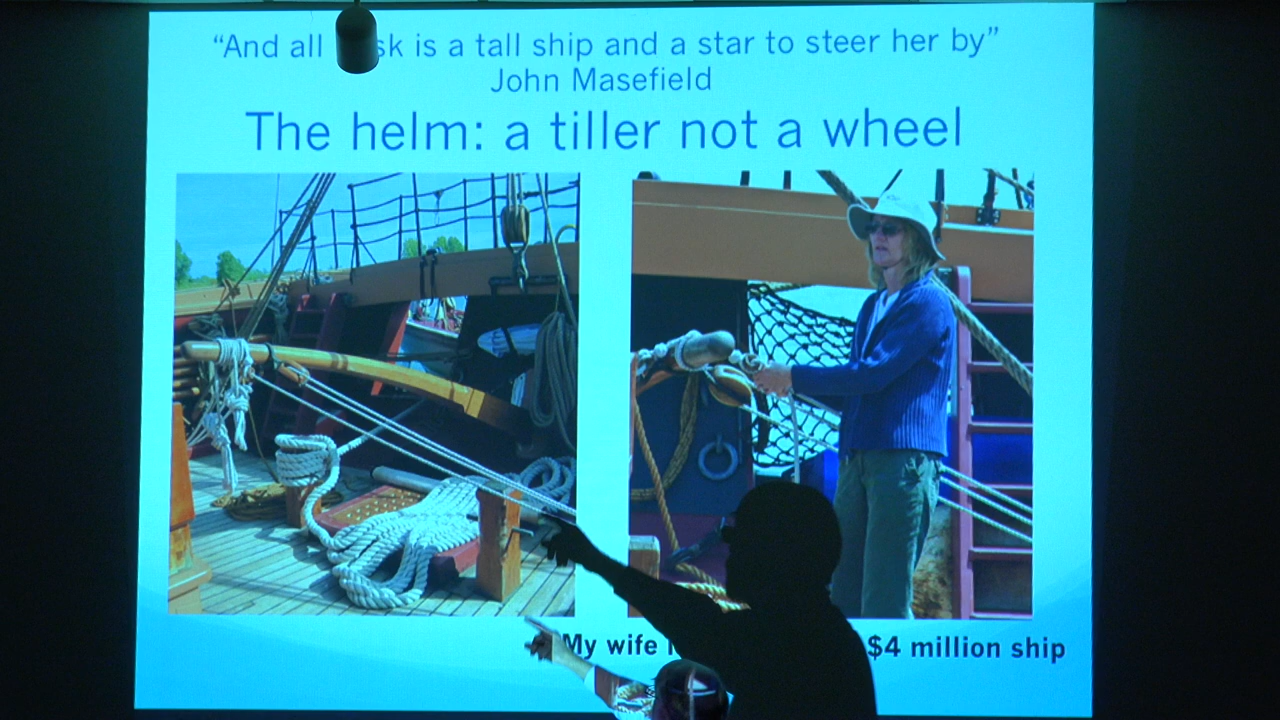 “And all sk is a tall ship and a star to steer her by”
John Masefield
The helm: a tiller not a wheel
My wife $4 million ship